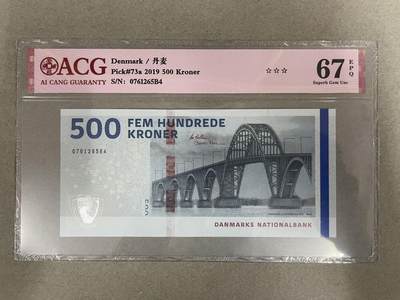 ACG
AI CANG GUARANTY
Denmark / 丹麦
Pick#73a 2019 500 Kroner
S/N: 0761265B4
☆☆☆
67 EPQ
Superb Gem Unc
500 FEM HUNDREDE
KRONER
DANMARKS NATIONALBANK